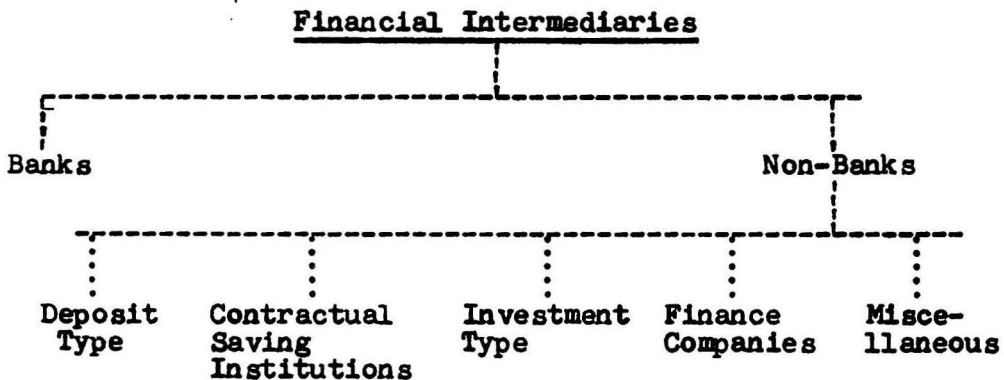 Financial Intermediaries
Banks
Non-Banks
Deposit Type
Contractual Saving Institutions
Investment Type
Finance Companies
Misce-
llaneous